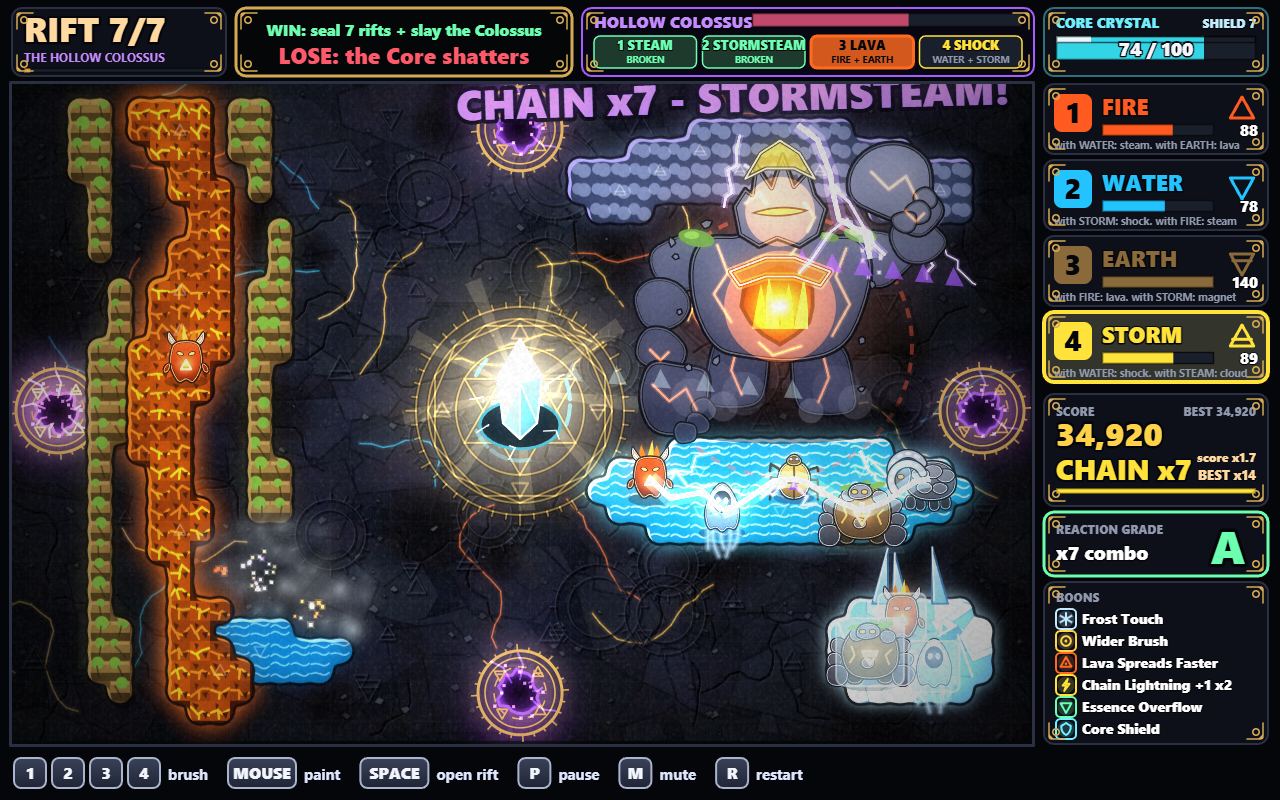 RIFT 7/7
THE HOLLOW COLOSSUS
WIN: seal 7 rifts + slay the Colossus
LOSE: the Core shatters
HOLLOW COLOSSUS
1 STEAM
BROKEN
2 STORMSTEAM
BROKEN
3 LAVA
FIRE + EARTH
4 SHOCK
WATER + STORM
CORE CRYSTAL
SHIELD 7
74 / 100
CHAIN x7 - STORMSTEAM!
1 FIRE
88
with WATER: steam. with EARTH: lava
2 WATER
78
with STORM: shock. with FIRE: steam
3 EARTH
140
with FIRE: lava. with STORM: magnet
4 STORM
89
with WATER: shock. with STEAM: cloud
SCORE
BEST 34,920
34,920
CHAIN x7
score x1.7
BEST x14
REACTION GRADE
x7 combo
A
BOONS
Frost Touch
Wider Brush
Lava Spreads Faster
Chain Lightning +1 x2
Essence Overflow
Core Shield
1 2 3 4 brush MOUSE paint SPACE open rift P pause M mute R restart